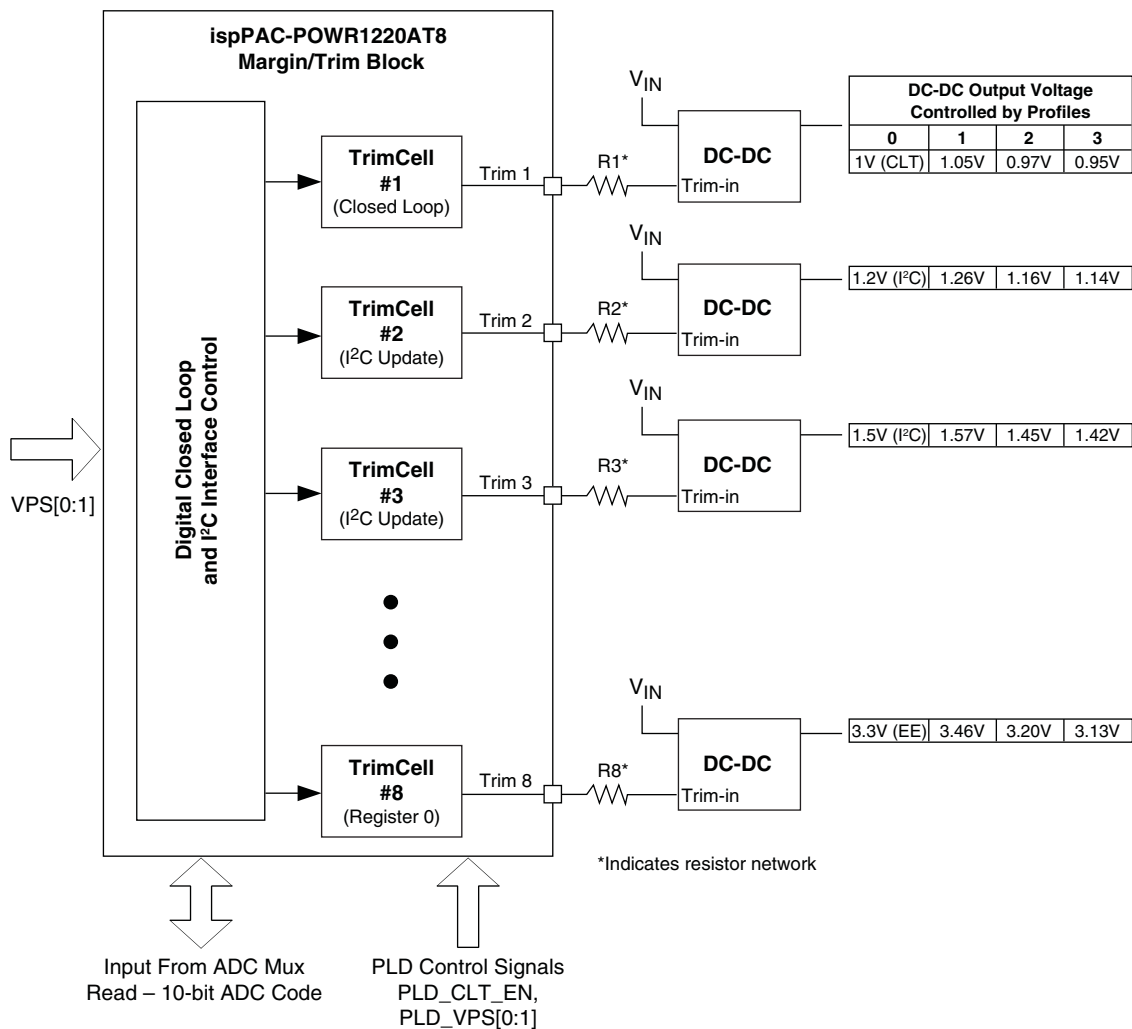 ispPAC-POWR1220AT8
Margin/Trim Block
Digital Closed Loop
and I²C Interface Control
VPS[0:1]
TrimCell
#1
(Closed Loop)
Trim 1
R1*
VIN
DC-DC
Trim-in
DC-DC Output Voltage
Controlled by Profiles
0 1 2 3
1V (CLT) 1.05V 0.97V 0.95V
TrimCell
#2
(I²C Update)
Trim 2
R2*
VIN
DC-DC
Trim-in
1.2V (I²C) 1.26V 1.16V 1.14V
TrimCell
#3
(I²C Update)
Trim 3
R3*
VIN
DC-DC
Trim-in
1.5V (I²C) 1.57V 1.45V 1.42V
TrimCell
#8
(Register 0)
Trim 8
R8*
VIN
DC-DC
Trim-in
3.3V (EE) 3.46V 3.20V 3.13V
*Indicates resistor network
Input From ADC Mux
Read – 10-bit ADC Code
PLD Control Signals
PLD_CLT_EN,
PLD_VPS[0:1]